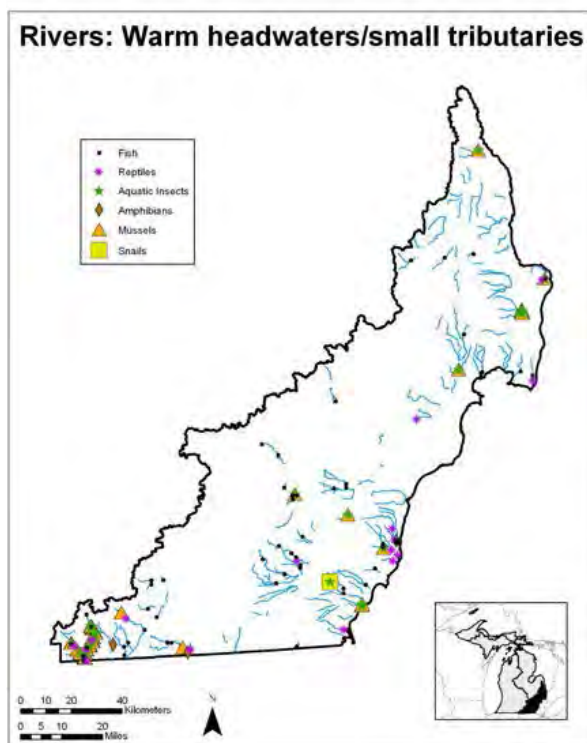 Rivers: Warm headwaters/small tributaries
Fish
Reptiles
Aquatic Insects
Amphibians
Mussels
Snails
0 10 20 40
Kilometers
0 5 10 20
Miles
N